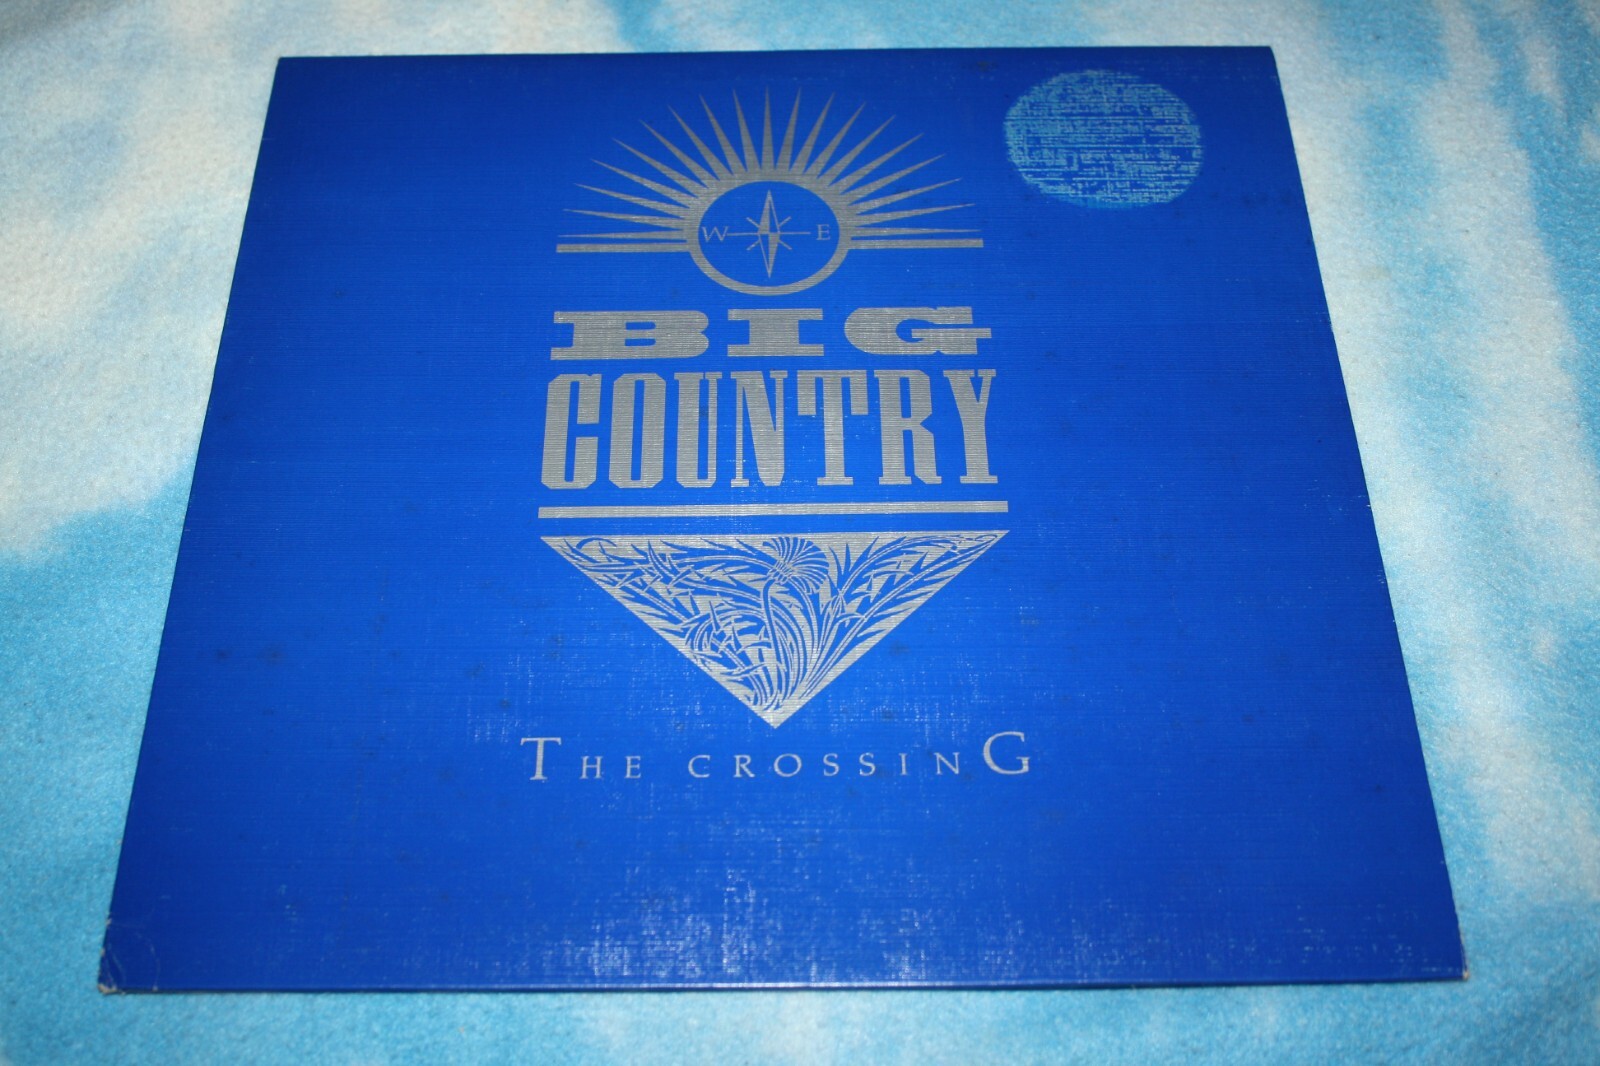 W E
BIG
COUNTRY
THE CROSSING